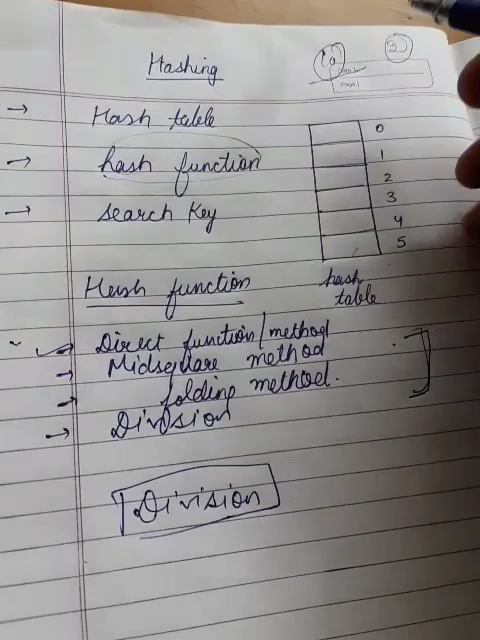 Hashing
→ Hash table
→ hash function
→ search Key
0
1
2
3
4
5
hash
table
Hash function
→ Direct function/method
→ Midsquare method
→ folding method.
→ Division
Division